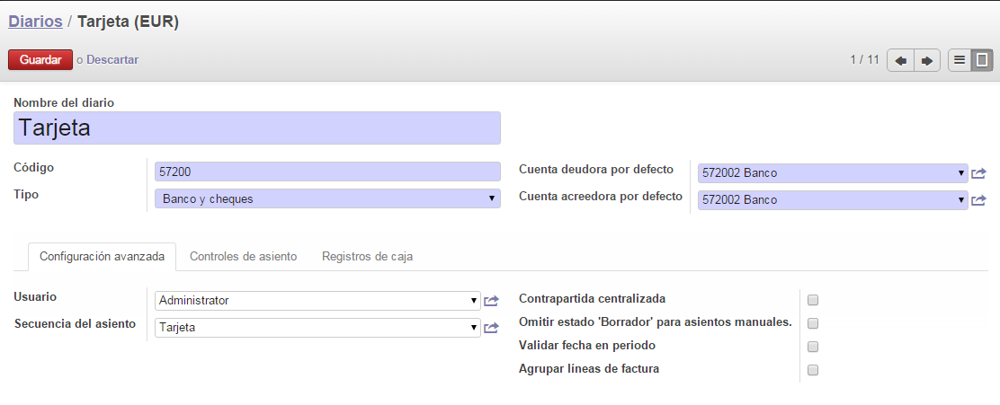 Diarios / Tarjeta (EUR)
Guardar o Descartar
1 / 11
Nombre del diario
Tarjeta
Código 57200
Tipo Banco y cheques
Cuenta deudora por defecto 572002 Banco
Cuenta acreedora por defecto 572002 Banco
Configuración avanzada Controles de asiento Registros de caja
Usuario Administrator
Secuencia del asiento Tarjeta
Contrapartida centralizada
Omitir estado 'Borrador' para asientos manuales.
Validar fecha en periodo
Agrupar líneas de factura